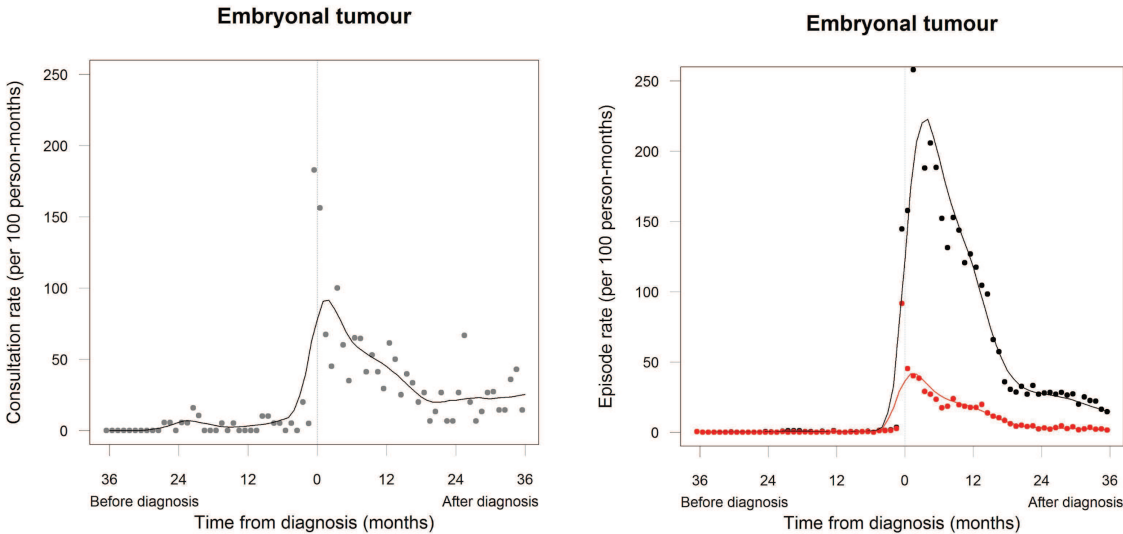 Embryonal tumour
Consultation rate (per 100 person-months)
250
200
150
100
50
0
36 24 12 0 12 24 36
Before diagnosis After diagnosis
Time from diagnosis (months)
Embryonal tumour
Episode rate (per 100 person-months)
250
200
150
100
50
0
36 24 12 0 12 24 36
Before diagnosis After diagnosis
Time from diagnosis (months)